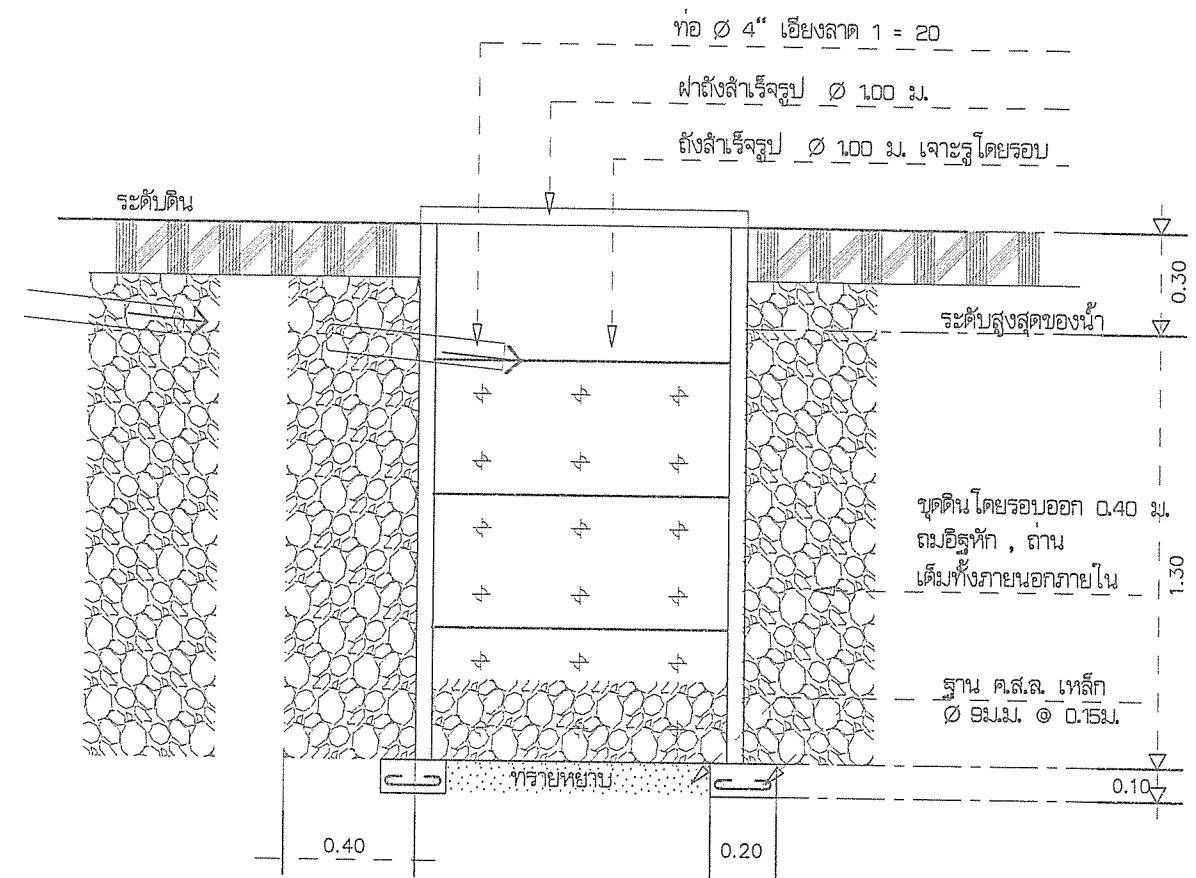 ท่อ Ø 4" เอียงลาด 1 = 20
ฝาถังสำเร็จรูป Ø 1.00 ม.
ถังสำเร็จรูป Ø 1.00 ม. เจาะรูโดยรอบ
ระดับดิน
0.30
ระดับสูงสุดของน้ำ
ขุดดินโดยรอบออก 0.40 ม.
ถมอิฐหัก , ถ่าน
เต็มทั้งภายนอกภายใน
1.30
ฐาน ค.ส.ล. เหล็ก
Ø 9ม.ม. @ 0.15ม.
ทรายหยาบ
0.10
0.40
0.20